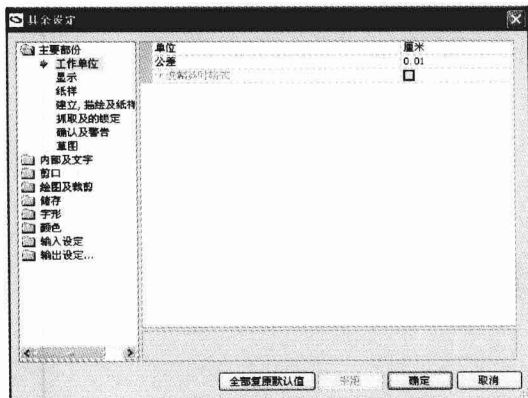 其余设定
主要部份
工作单位
显示
纸样
建立, 描绘及纸样
抓取及的锁定
确认及警告
草图
内部及文字
剪口
绘图及裁剪
储存
字形
颜色
输入设定
输出设定...
单位 厘米
公差 0.01
全部复原默认值
确定
取消